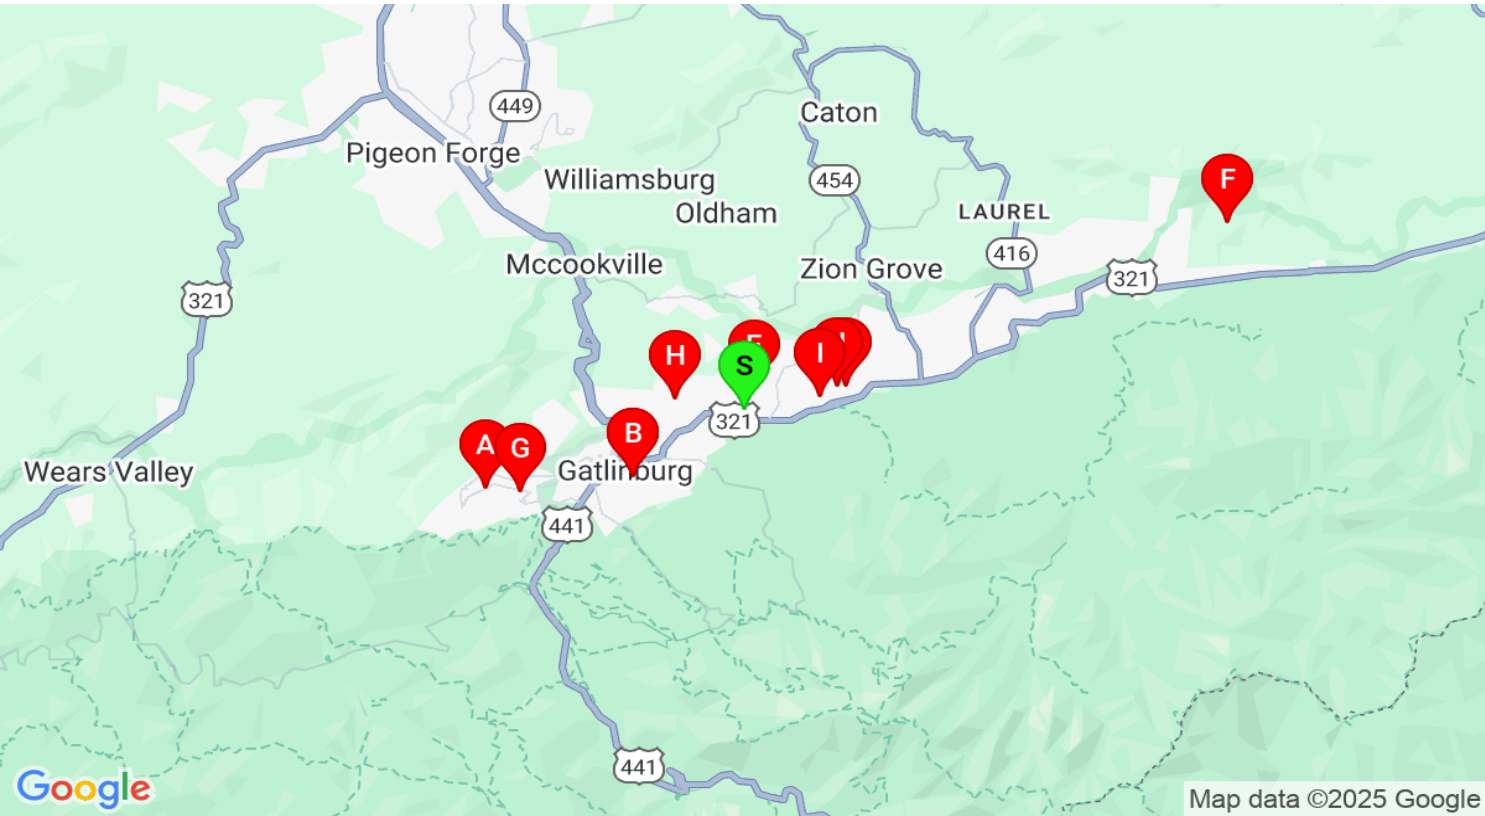 449
Caton
Pigeon Forge
Williamsburg
454
F
Oldham
LAUREL
416
Mccookville
Zion Grove
321
321
H
S
I
321
B
A
G
Wears Valley
Gatlinburg
441
441
Google
Map data ©2025 Google